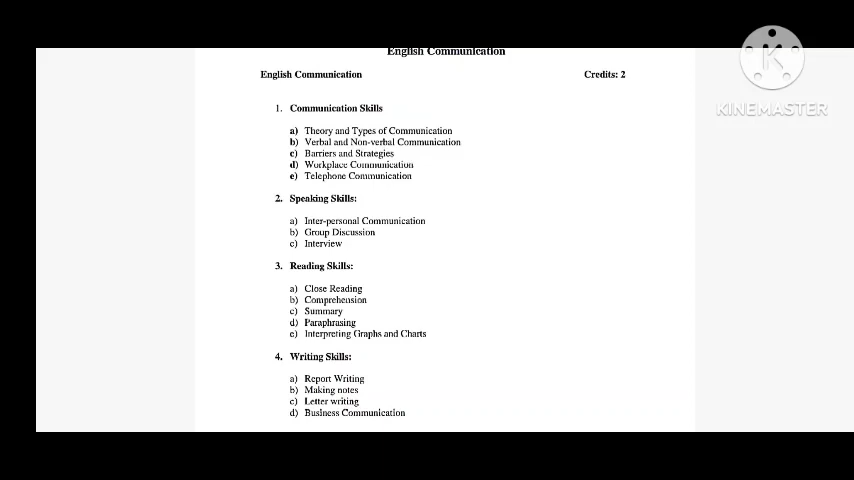 English Communication
English Communication Credits: 2
1. Communication Skills
a) Theory and Types of Communication
b) Verbal and Non-verbal Communication
c) Barriers and Strategies
d) Workplace Communication
e) Telephone Communication
2. Speaking Skills:
a) Inter-personal Communication
b) Group Discussion
c) Interview
3. Reading Skills:
a) Close Reading
b) Comprehension
c) Summary
d) Paraphrasing
e) Interpreting Graphs and Charts
4. Writing Skills:
a) Report Writing
b) Making notes
c) Letter writing
d) Business Communication
K
KINEMASTER